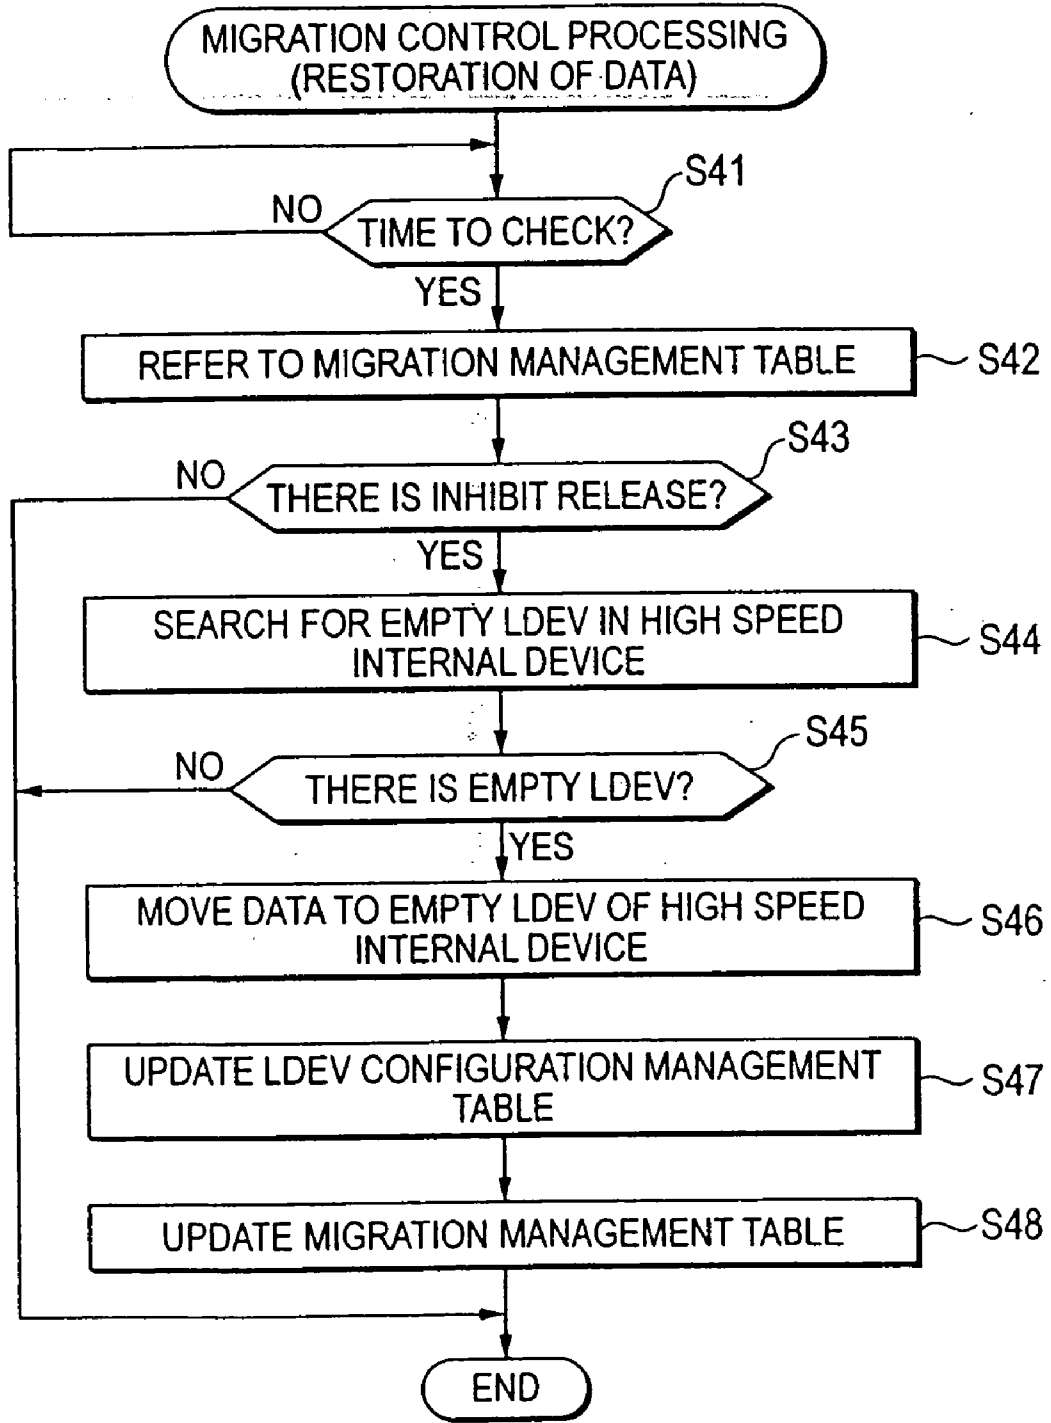 MIGRATION CONTROL PROCESSING
(RESTORATION OF DATA)
S41
NO
TIME TO CHECK?
YES
REFER TO MIGRATION MANAGEMENT TABLE
S42
S43
NO
THERE IS INHIBIT RELEASE?
YES
SEARCH FOR EMPTY LDEV IN HIGH SPEED
INTERNAL DEVICE
S44
S45
NO
THERE IS EMPTY LDEV?
YES
MOVE DATA TO EMPTY LDEV OF HIGH SPEED
INTERNAL DEVICE
S46
UPDATE LDEV CONFIGURATION MANAGEMENT
TABLE
S47
UPDATE MIGRATION MANAGEMENT TABLE
S48
END